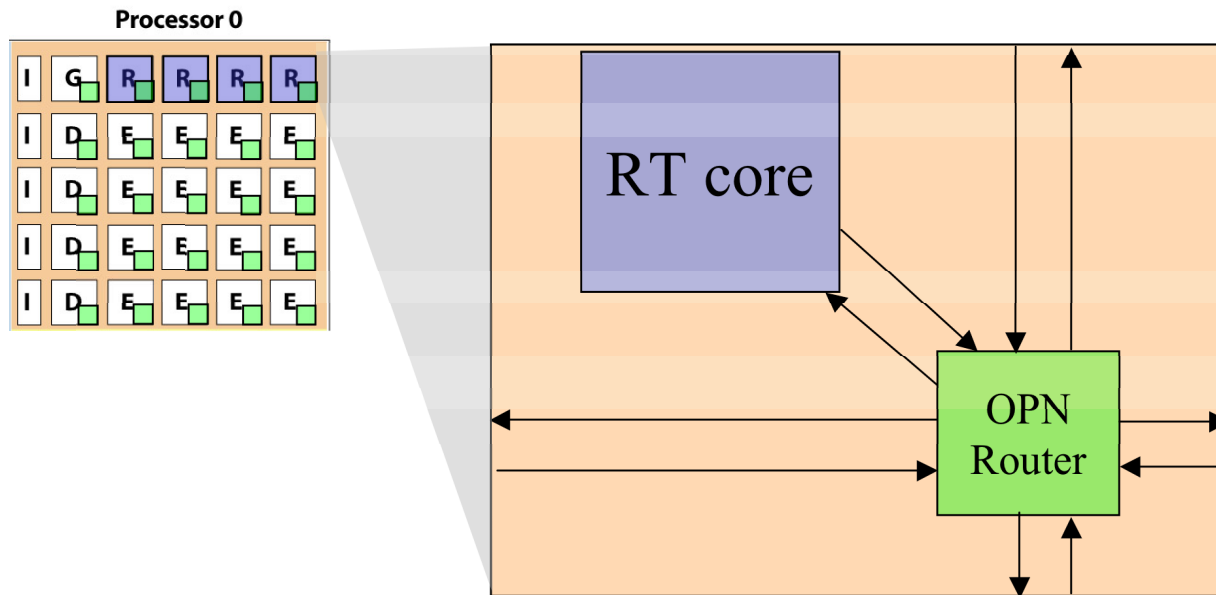 Processor 0
I G R R R R
I D E E E E
I D E E E E
I D E E E E
I D E E E E
RT core
OPN
Router